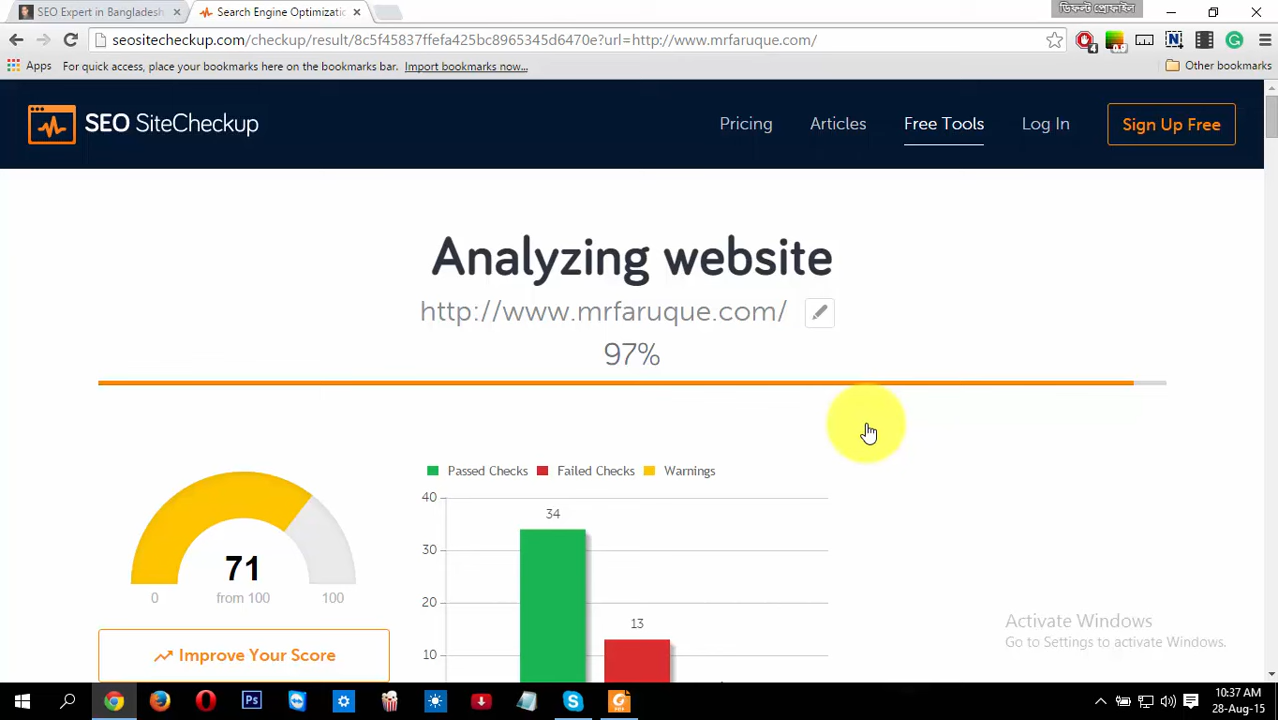 SEO Expert in Bangladesh
Search Engine Optimizatio
ডিফল্ট প্রোফাইল
seositecheckup.com/checkup/result/8c5f45837ffefa425bc8965345d6470e?url=http://www.mrfaruque.com/
4
Apps
For quick access, place your bookmarks here on the bookmarks bar.
Import bookmarks now...
Other bookmarks
SEO SiteCheckup
Pricing
Articles
Free Tools
Log In
Sign Up Free
Analyzing website
http://www.mrfaruque.com/
97%
Passed Checks
Failed Checks
Warnings
40
34
30
71
0
from 100
100
20
13
10
Improve Your Score
Activate Windows
Go to Settings to activate Windows.
Ps
10:37 AM
28-Aug-15